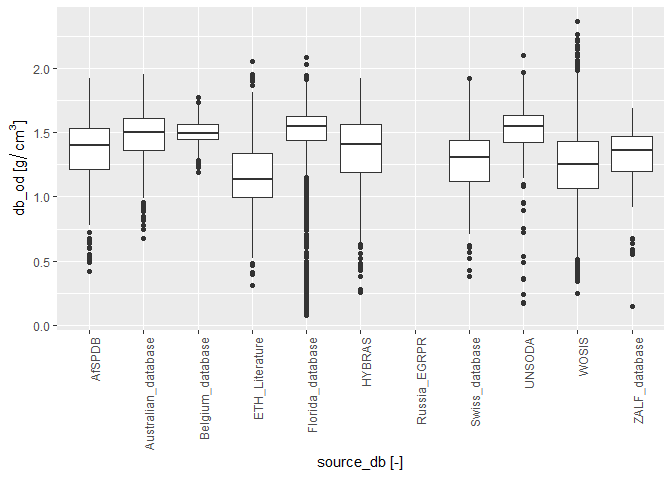 db_od [g/ cm³]
2.0
1.5
1.0
0.5
0.0
AfSPDB
Australian_database
Belgium_database
ETH_Literature
Florida_database
HYBRAS
Russia_EGRPR
Swiss_database
UNSODA
WOSIS
ZALF_database
source_db [-]